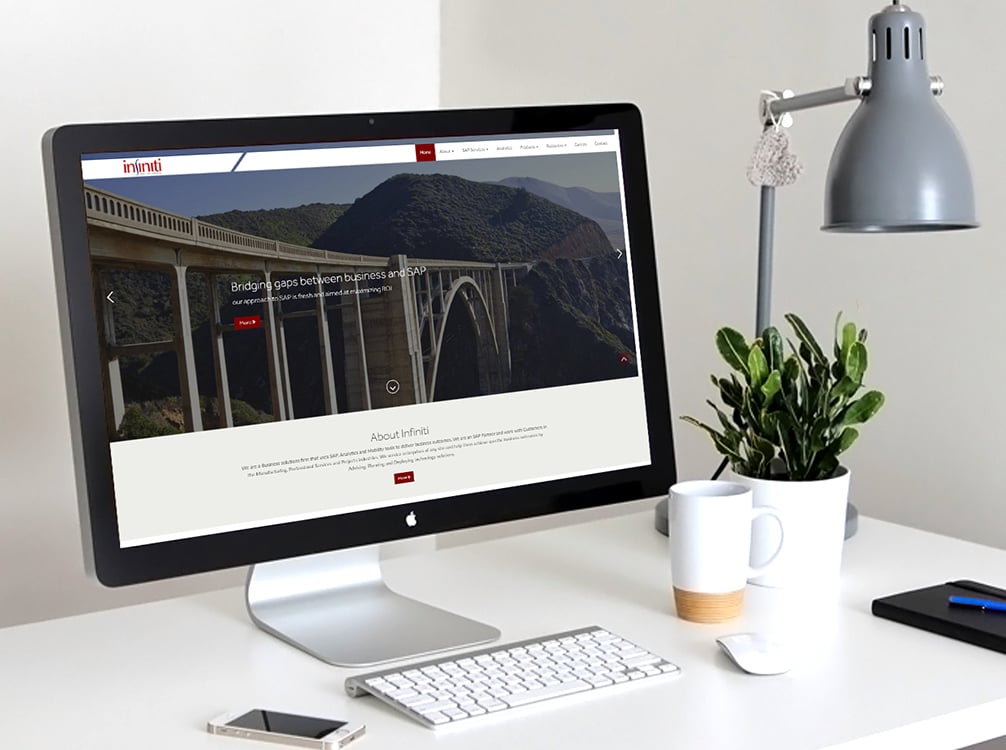 infiniti
Home About SAP Services Analytics Products Resources Careers Contact
Bridging gaps between business and SAP
our approach to SAP is fresh and aimed at maximizing ROI
More
About Infiniti
We are a Business solutions firm that uses SAP, Analytics and Mobility tools to deliver business outcomes. We are an SAP Partner and work with Customers in
the Manufacturing, Professional Services and Projects industries. We service enterprises of any size and help them achieve specific business outcomes by
Advising, Planning and Deploying technology solutions.
More